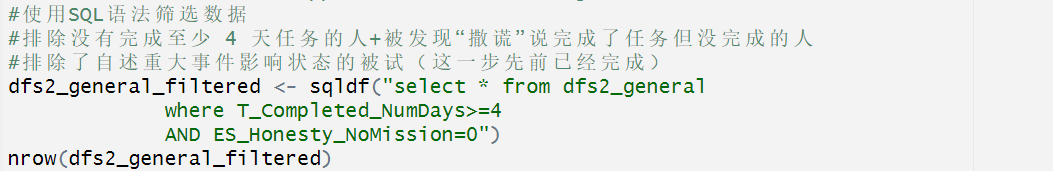 #使用SQL语法筛选数据
#排除没有完成至少 4 天任务的人+被发现“撒谎”说完成了任务但没完成的人
#排除了自述重大事件影响状态的被试（这一步先前已经完成）
dfs2_general_filtered <- sqldf("select * from dfs2_general
where T_Completed_NumDays>=4
AND ES_Honesty_NoMission=0")
nrow(dfs2_general_filtered)